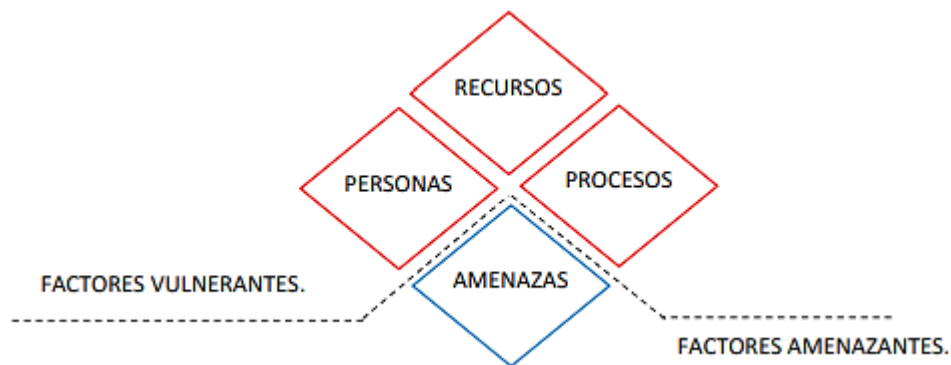 RECURSOS
PERSONAS
PROCESOS
AMENAZAS
FACTORES VULNERANTES.
FACTORES AMENAZANTES.